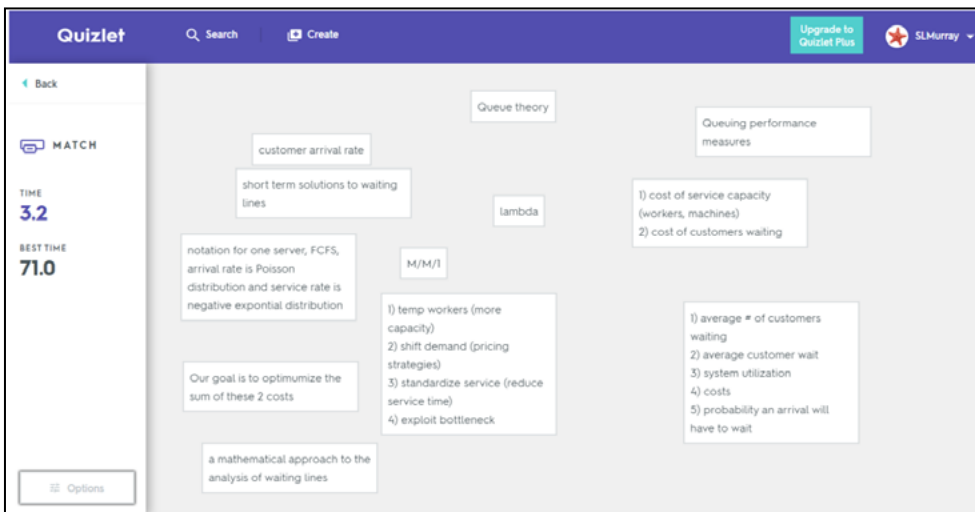 Quizlet
Search
Create
Upgrade to
Quizlet Plus
SLMurray
Back
MATCH
TIME
3.2
BEST TIME
71.0
Options
Queue theory
Queuing performance
measures
customer arrival rate
short term solutions to waiting
lines
lambda
1) cost of service capacity
(workers, machines)
2) cost of customers waiting
notation for one server, FCFS,
arrival rate is Poisson
distribution and service rate is
negative expontial distribution
M/M/1
1) temp workers (more
capacity)
2) shift demand (pricing
strategies)
3) standardize service (reduce
service time)
4) exploit bottleneck
1) average # of customers
waiting
2) average customer wait
3) system utilization
4) costs
5) probability an arrival will
have to wait
Our goal is to optimumize the
sum of these 2 costs
a mathematical approach to the
analysis of waiting lines